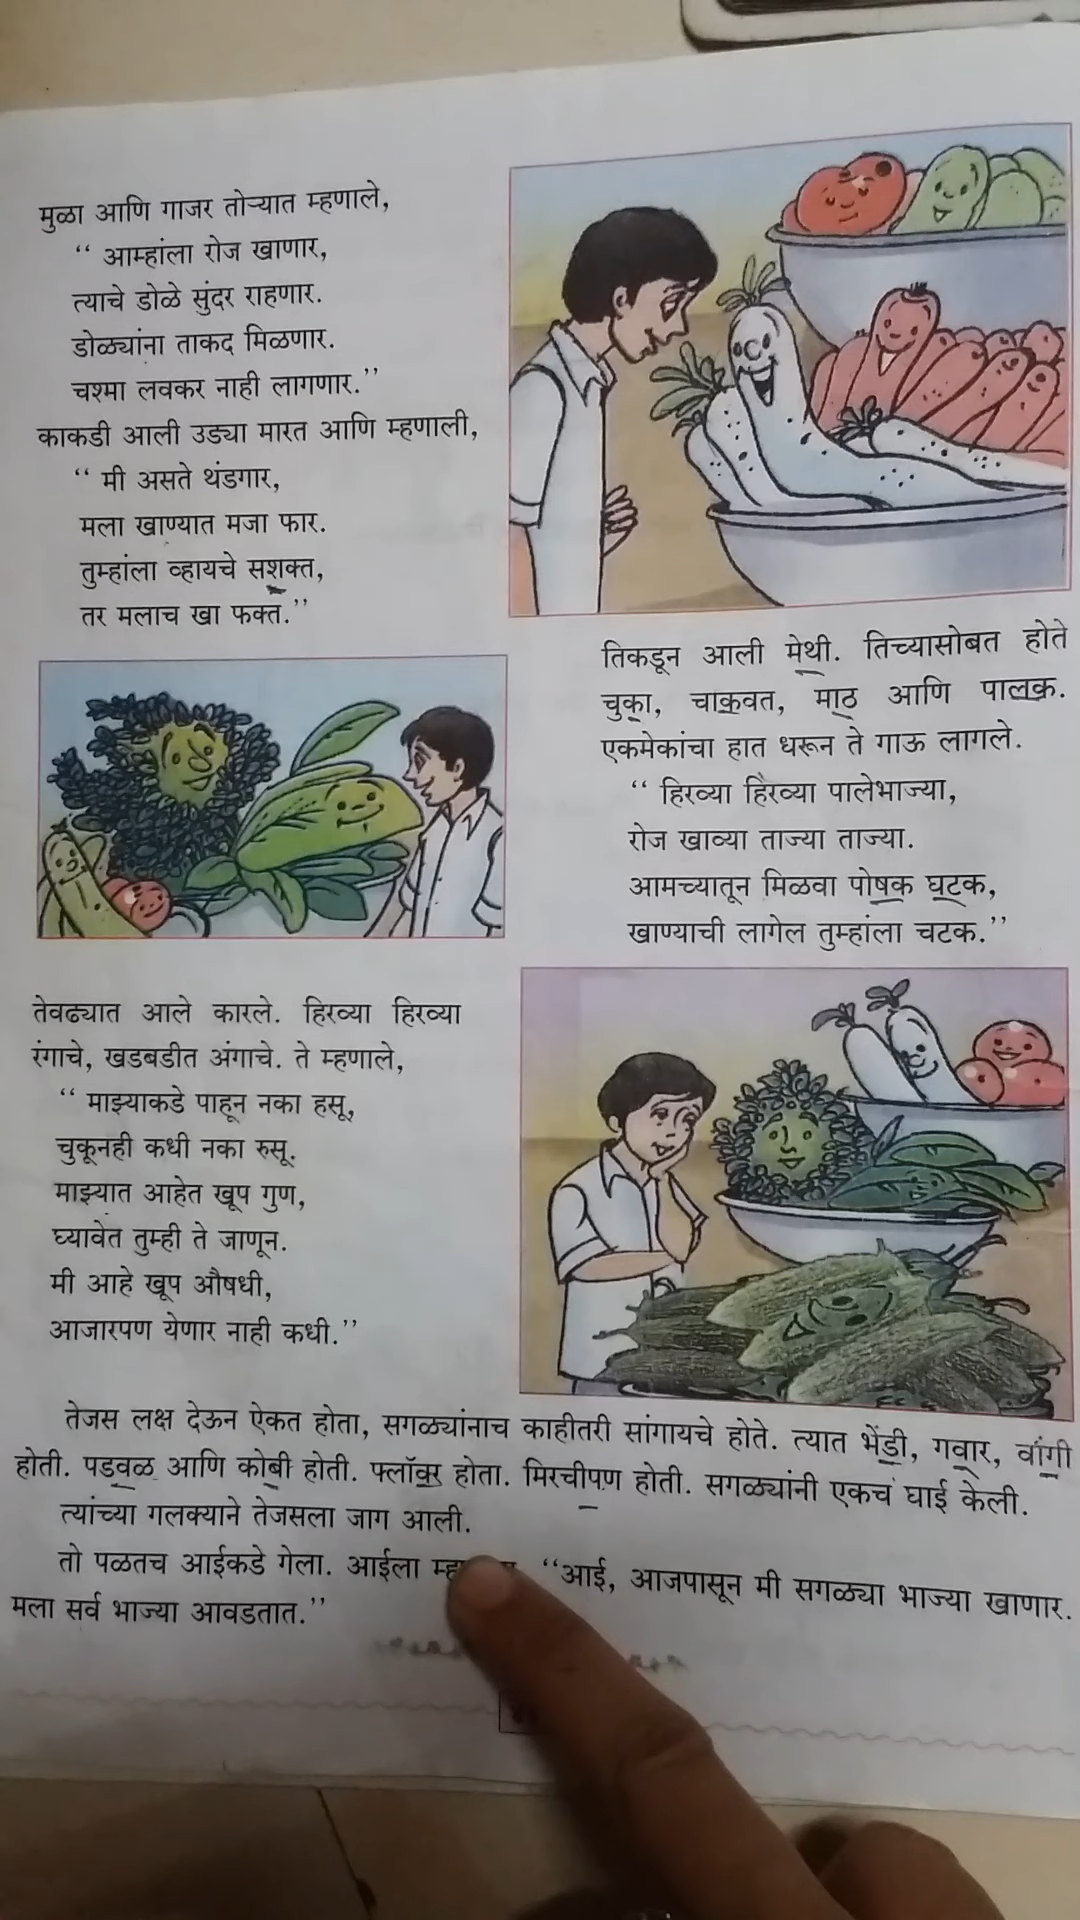 मुळा आणि गाजर तोऱ्यात म्हणाले,
“ आम्हांला रोज खाणार,
त्याचे डोळे सुंदर राहणार.
डोळ्यांना ताकद मिळणार.
चश्मा लवकर नाही लागणार.”
काकडी आली उड्या मारत आणि म्हणाली,
“ मी असते थंडगार,
मला खाण्यात मजा फार.
तुम्हांला व्हायचे सशक्त,
तर मलाच खा फक्त.”
तिकडून आली मेथी. तिच्यासोबत होते
चुका, चाकवत, माठ आणि पालक.
एकमेकांचा हात धरून ते गाऊ लागले.
“ हिरव्या हिरव्या पालेभाज्या,
रोज खाव्या ताज्या ताज्या.
आमच्यातून मिळवा पोषक घटक,
खाण्याची लागेल तुम्हांला चटक.”
तेवढ्यात आले कारले. हिरव्या हिरव्या
रंगाचे, खडबडीत अंगाचे. ते म्हणाले,
“ माझ्याकडे पाहून नका हसू,
चुकूनही कधी नका रुसू.
माझ्यात आहेत खूप गुण,
घ्यावेत तुम्ही ते जाणून.
मी आहे खूप औषधी,
आजारपण येणार नाही कधी.”
तेजस लक्ष देऊन ऐकत होता, सगळ्यांनाच काहीतरी सांगायचे होते. त्यात भेंडी, गवार, वांगी
होती. पडवळ आणि कोबी होती. फ्लॉवर होता. मिरचीपण होती. सगळ्यांनी एकच घाई केली.
त्यांच्या गलक्याने तेजसला जाग आली.
तो पळतच आईकडे गेला. आईला “आई, आजपासून मी सगळ्या भाज्या खाणार.
मला सर्व भाज्या आवडतात.”